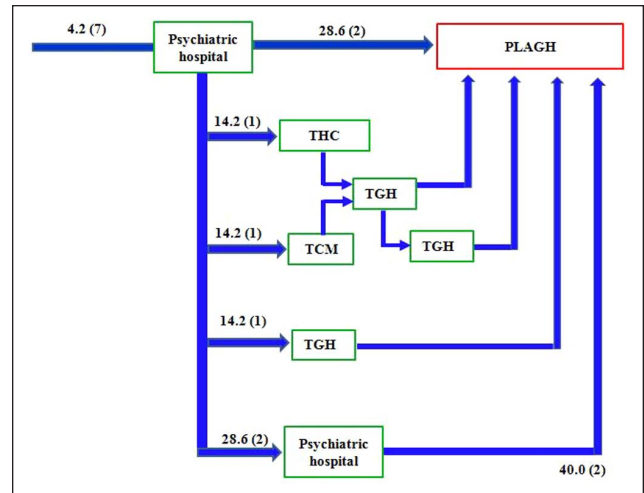 4.2 (7)
Psychiatric
hospital
28.6 (2)
PLAGH
14.2 (1)
THC
TGH
14.2 (1)
TCM
TGH
14.2 (1)
TGH
28.6 (2)
Psychiatric
hospital
40.0 (2)